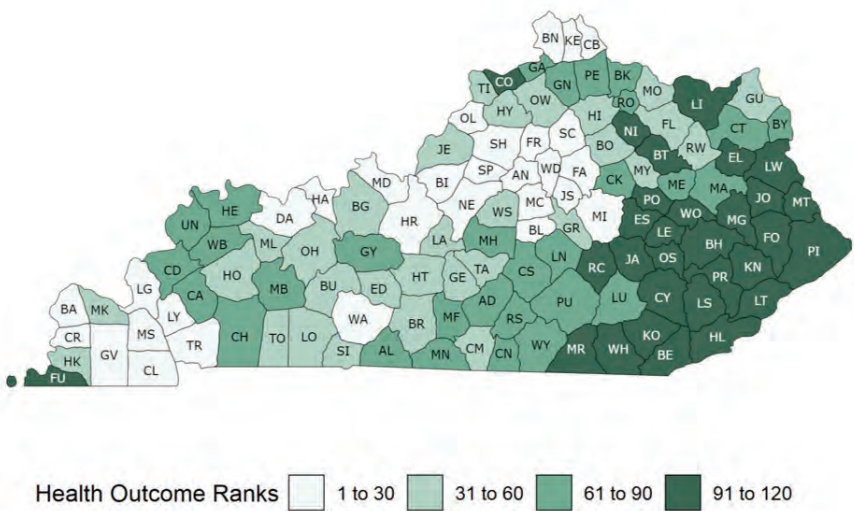 BN KE CB
GA PE BK
CO GN MO
TI LI GU
HY OW RO
OL HI FL CT BY
SH FR SC NI
JE BO RW
BT EL LW
SP WD FA MY
MD BI AN CK ME MA
HE HA JS PO JO MT
DA BG NE MC WO
UN HR WS MI ES MG
BL GR LE FO
WB ML LA MH BH PI
OH GY LN OS
CD HO RC JA KN
HT GE TA CS PR
LG CA MB BU ED LU CY
BA MK AD PU LS LT
LY WA MF RS
CR MS CH TO LO BR KO HL
GV TR SI AL MN CM CN WY MR WH
HK CL BE
FU
Health Outcome Ranks 1 to 30 31 to 60 61 to 90 91 to 120